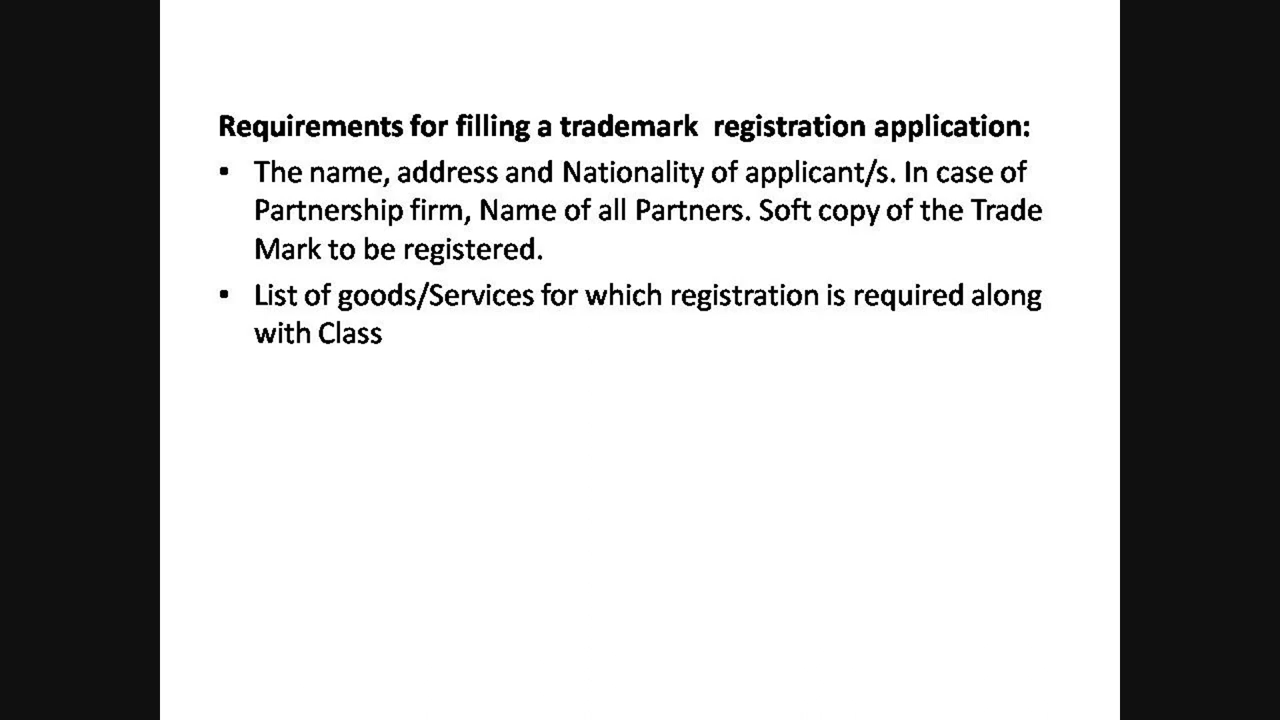 Requirements for filling a trademark  registration application:
• The name, address and Nationality of applicant/s. In case of
Partnership firm, Name of all Partners. Soft copy of the Trade
Mark to be registered.
• List of goods/Services for which registration is required along
with Class